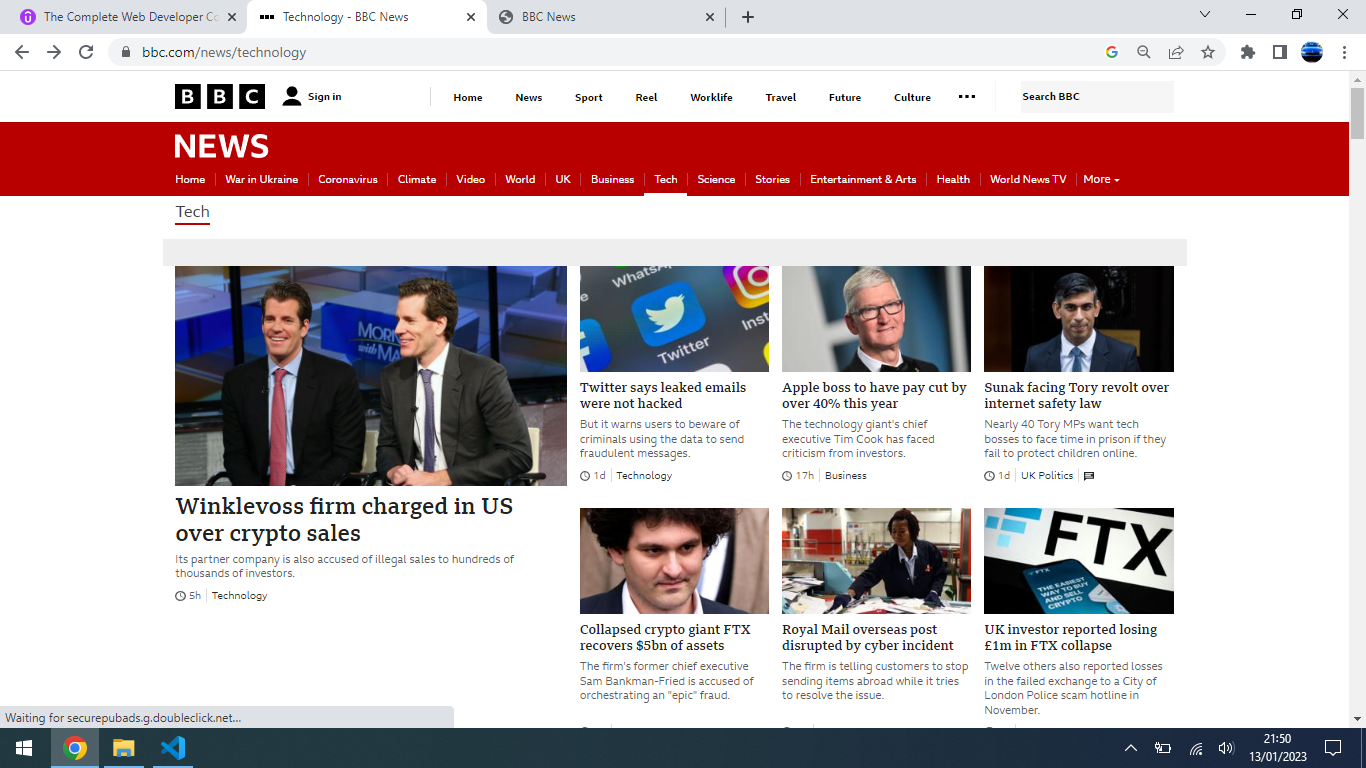 The Complete Web Developer Co
Technology - BBC News
BBC News
bbc.com/news/technology
BBC
Sign in
Home
News
Sport
Reel
Worklife
Travel
Future
Culture
Search BBC
NEWS
Home
War in Ukraine
Coronavirus
Climate
Video
World
UK
Business
Tech
Science
Stories
Entertainment & Arts
Health
World News TV
More
Tech
Winklevoss firm charged in US
over crypto sales
Its partner company is also accused of illegal sales to hundreds of
thousands of investors.
5h
Technology
Twitter
Twitter says leaked emails
were not hacked
But it warns users to beware of
criminals using the data to send
fraudulent messages.
1d
Technology
Apple boss to have pay cut by
over 40% this year
The technology giant's chief
executive Tim Cook has faced
criticism from investors.
17h
Business
Sunak facing Tory revolt over
internet safety law
Nearly 40 Tory MPs want tech
bosses to face time in prison if they
fail to protect children online.
1d
UK Politics
Collapsed crypto giant FTX
recovers $5bn of assets
The firm's former chief executive
Sam Bankman-Fried is accused of
orchestrating an "epic" fraud.
Royal Mail overseas post
disrupted by cyber incident
The firm is telling customers to stop
sending items abroad while it tries
to resolve the issue.
FTX
FTX
THE EASIEST
WAY TO BUY
AND SELL
CRYPTO
UK investor reported losing
£1m in FTX collapse
Twelve others also reported losses
in the failed exchange to a City of
London Police scam hotline in
November.
Waiting for securepubads.g.doubleclick.net...
21:50
13/01/2023